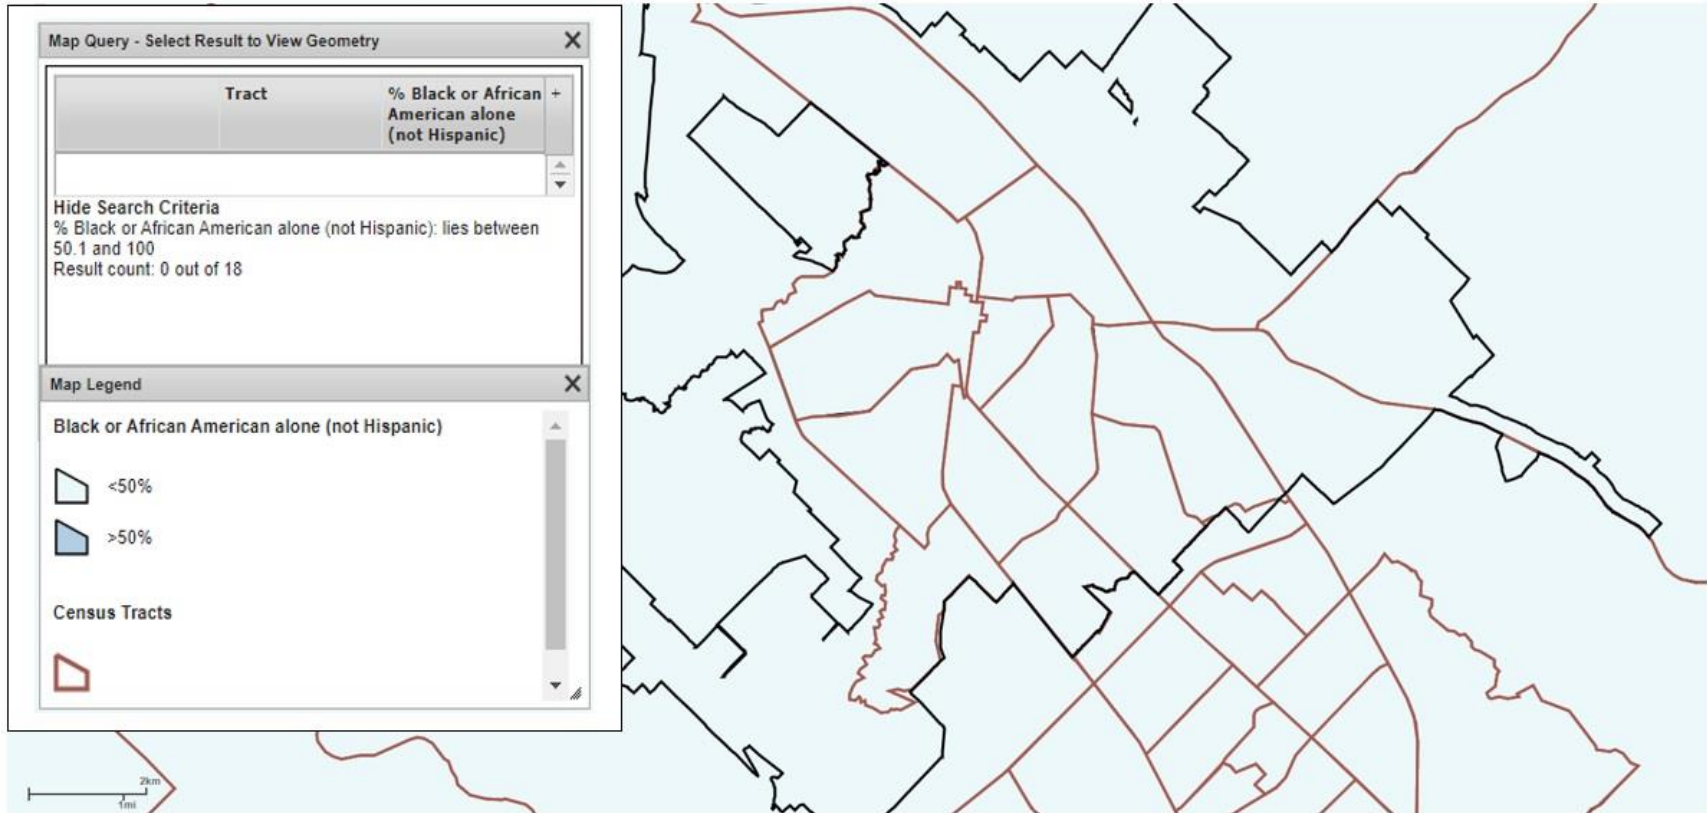 Map Query - Select Result to View Geometry
Tract
% Black or African
American alone
(not Hispanic)
+
Hide Search Criteria
% Black or African American alone (not Hispanic): lies between
50.1 and 100
Result count: 0 out of 18
Map Legend
Black or African American alone (not Hispanic)
<50%
>50%
Census Tracts
2km
1mi